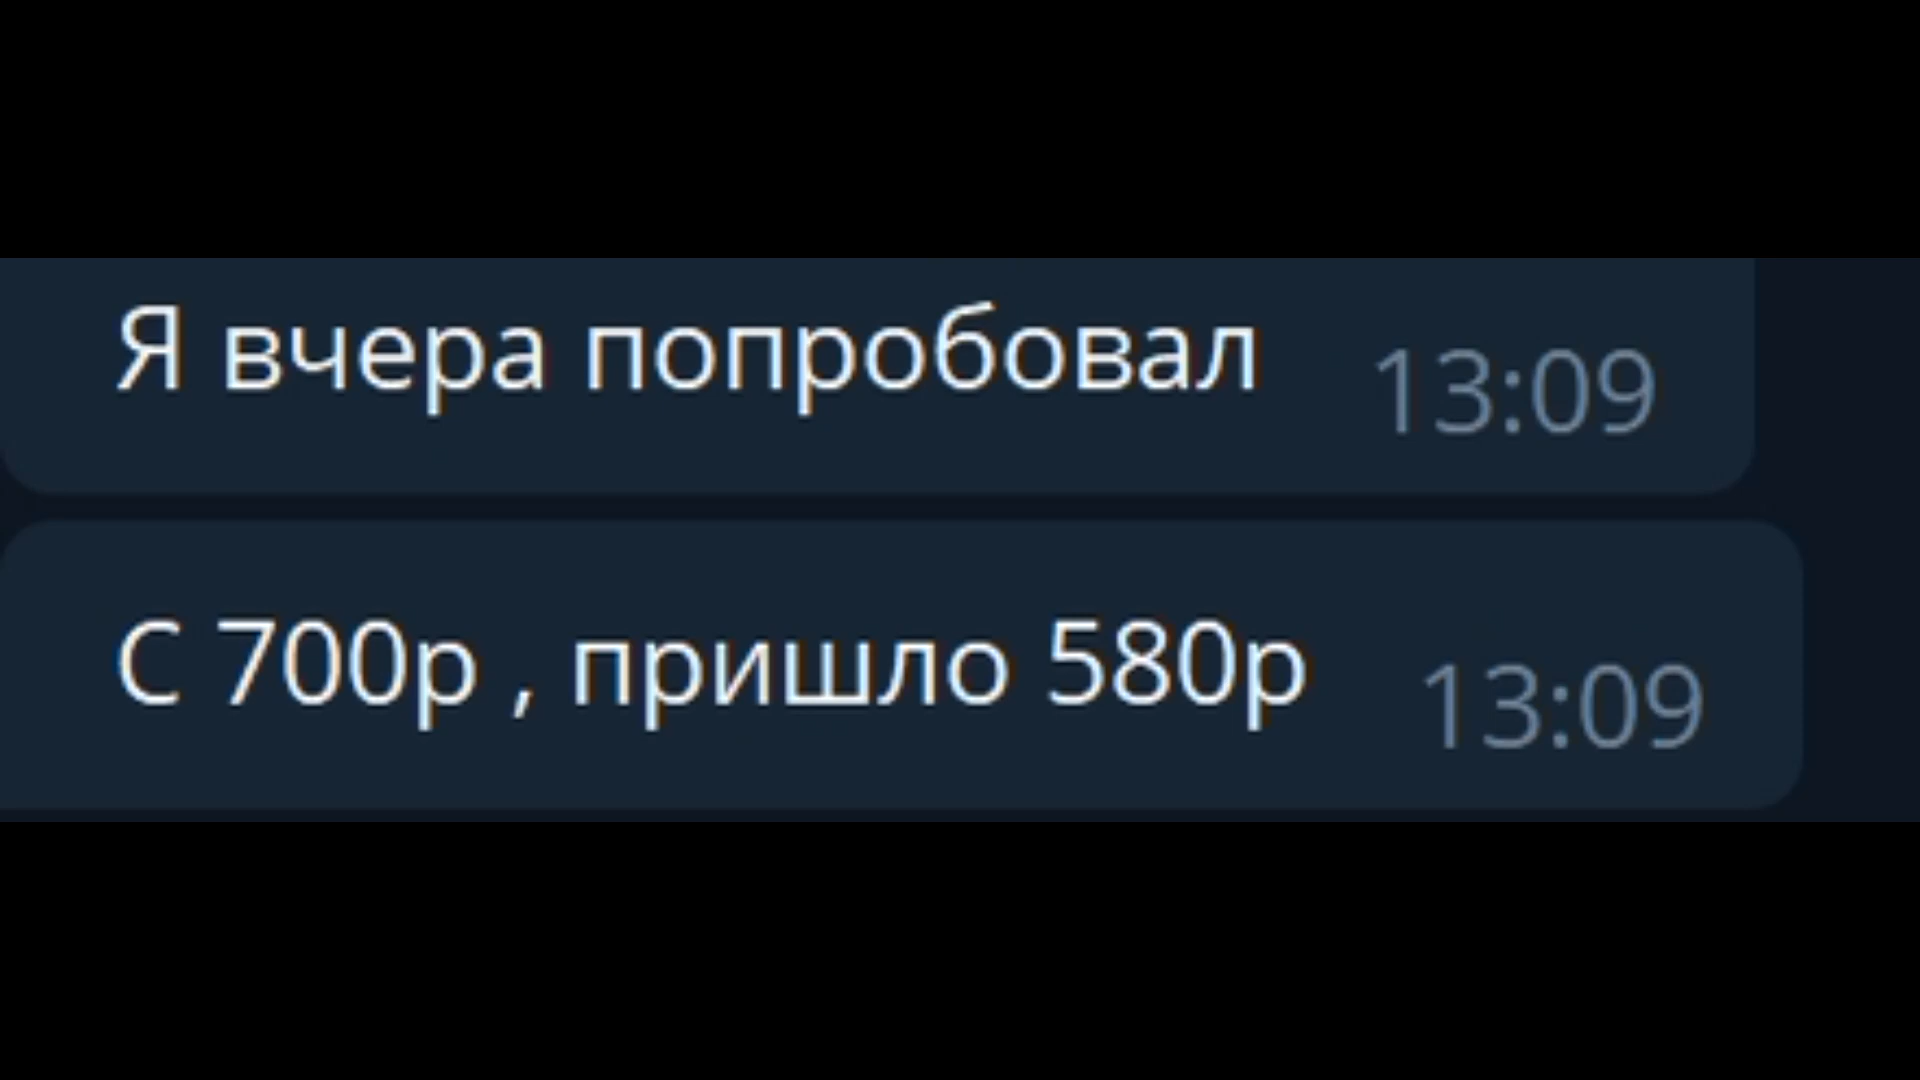 Я вчера попробовал 13:09
С 700р , пришло 580р 13:09